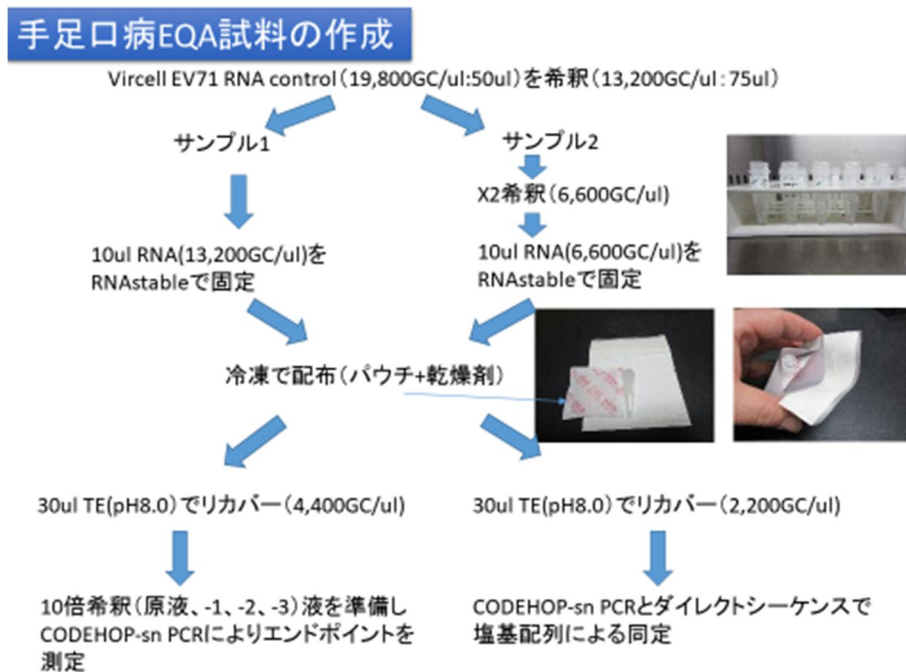 手足口病EQA試料の作成
Vircell EV71 RNA control（19,800GC/ul:50ul）を希釈（13,200GC/ul：75ul）
サンプル1
サンプル2
X2希釈（6,600GC/ul）
10ul RNA(13,200GC/ul)を
RNAstableで固定
10ul RNA(6,600GC/ul)を
RNAstableで固定
冷凍で配布（パウチ+乾燥剤）
30ul TE(pH8.0)でリカバー（4,400GC/ul）
30ul TE(pH8.0)でリカバー（2,200GC/ul）
10倍希釈（原液、-1、-2、-3）液を準備し
CODEHOP-sn PCRによりエンドポイントを
測定
CODEHOP-sn PCRとダイレクトシーケンスで
塩基配列による同定